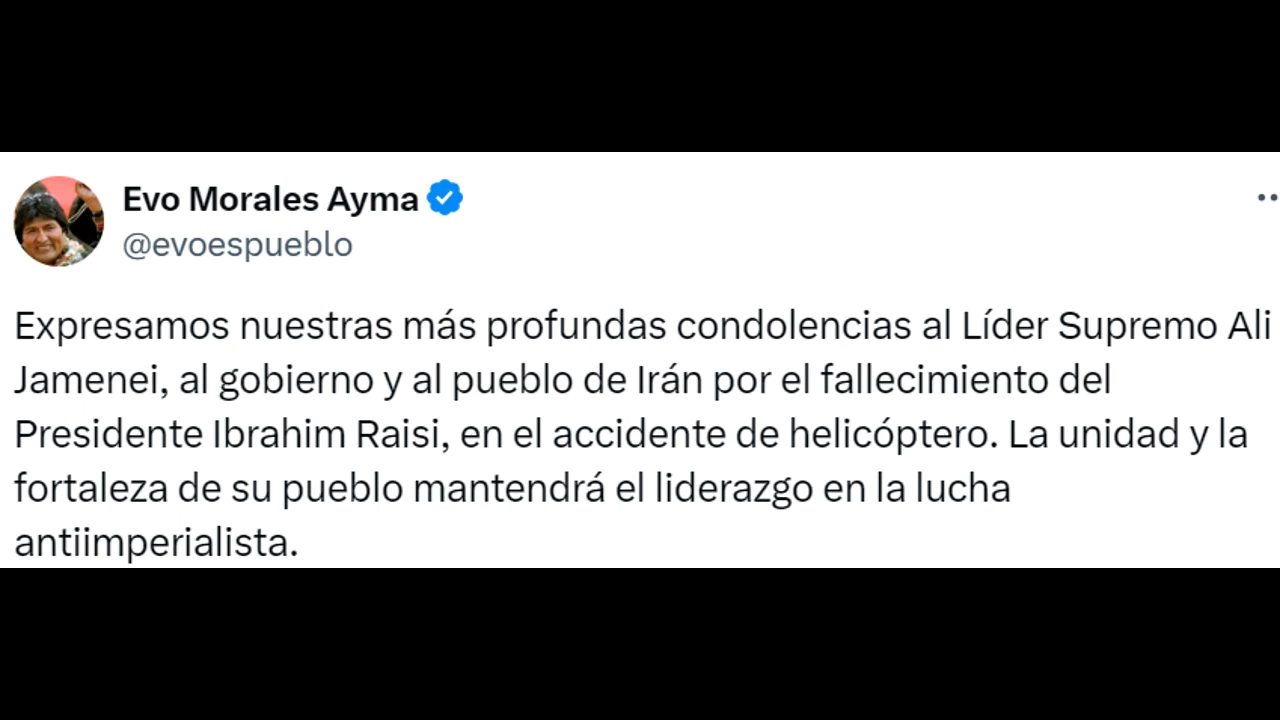 Evo Morales Ayma
@evoespueblo
Expresamos nuestras más profundas condolencias al Líder Supremo Ali
Jamenei, al gobierno y al pueblo de Irán por el fallecimiento del
Presidente Ibrahim Raisi, en el accidente de helicóptero. La unidad y la
fortaleza de su pueblo mantendrá el liderazgo en la lucha
antiimperialista.